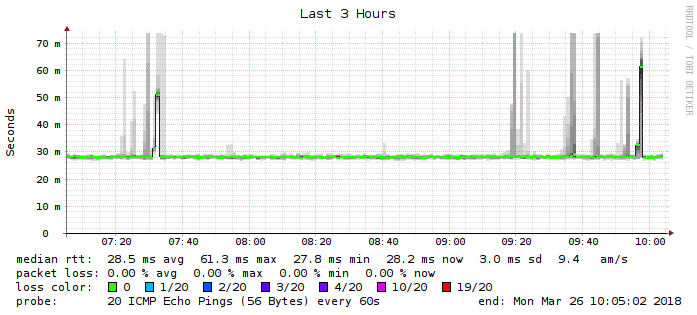 Last 3 Hours
RRDTOOL / TOBI OETIKER
Seconds
70 m
60 m
50 m
40 m
30 m
20 m
10 m
0
07:20 07:40 08:00 08:20 08:40 09:00 09:20 09:40 10:00
median rtt: 28.5 ms avg 61.3 ms max 27.8 ms min 28.2 ms now 3.0 ms sd 9.4 am/s
packet loss: 0.00 % avg 0.00 % max 0.00 % min 0.00 % now
loss color: 0 1/20 2/20 3/20 4/20 10/20 19/20
probe: 20 ICMP Echo Pings (56 Bytes) every 60s end: Mon Mar 26 10:05:02 2018